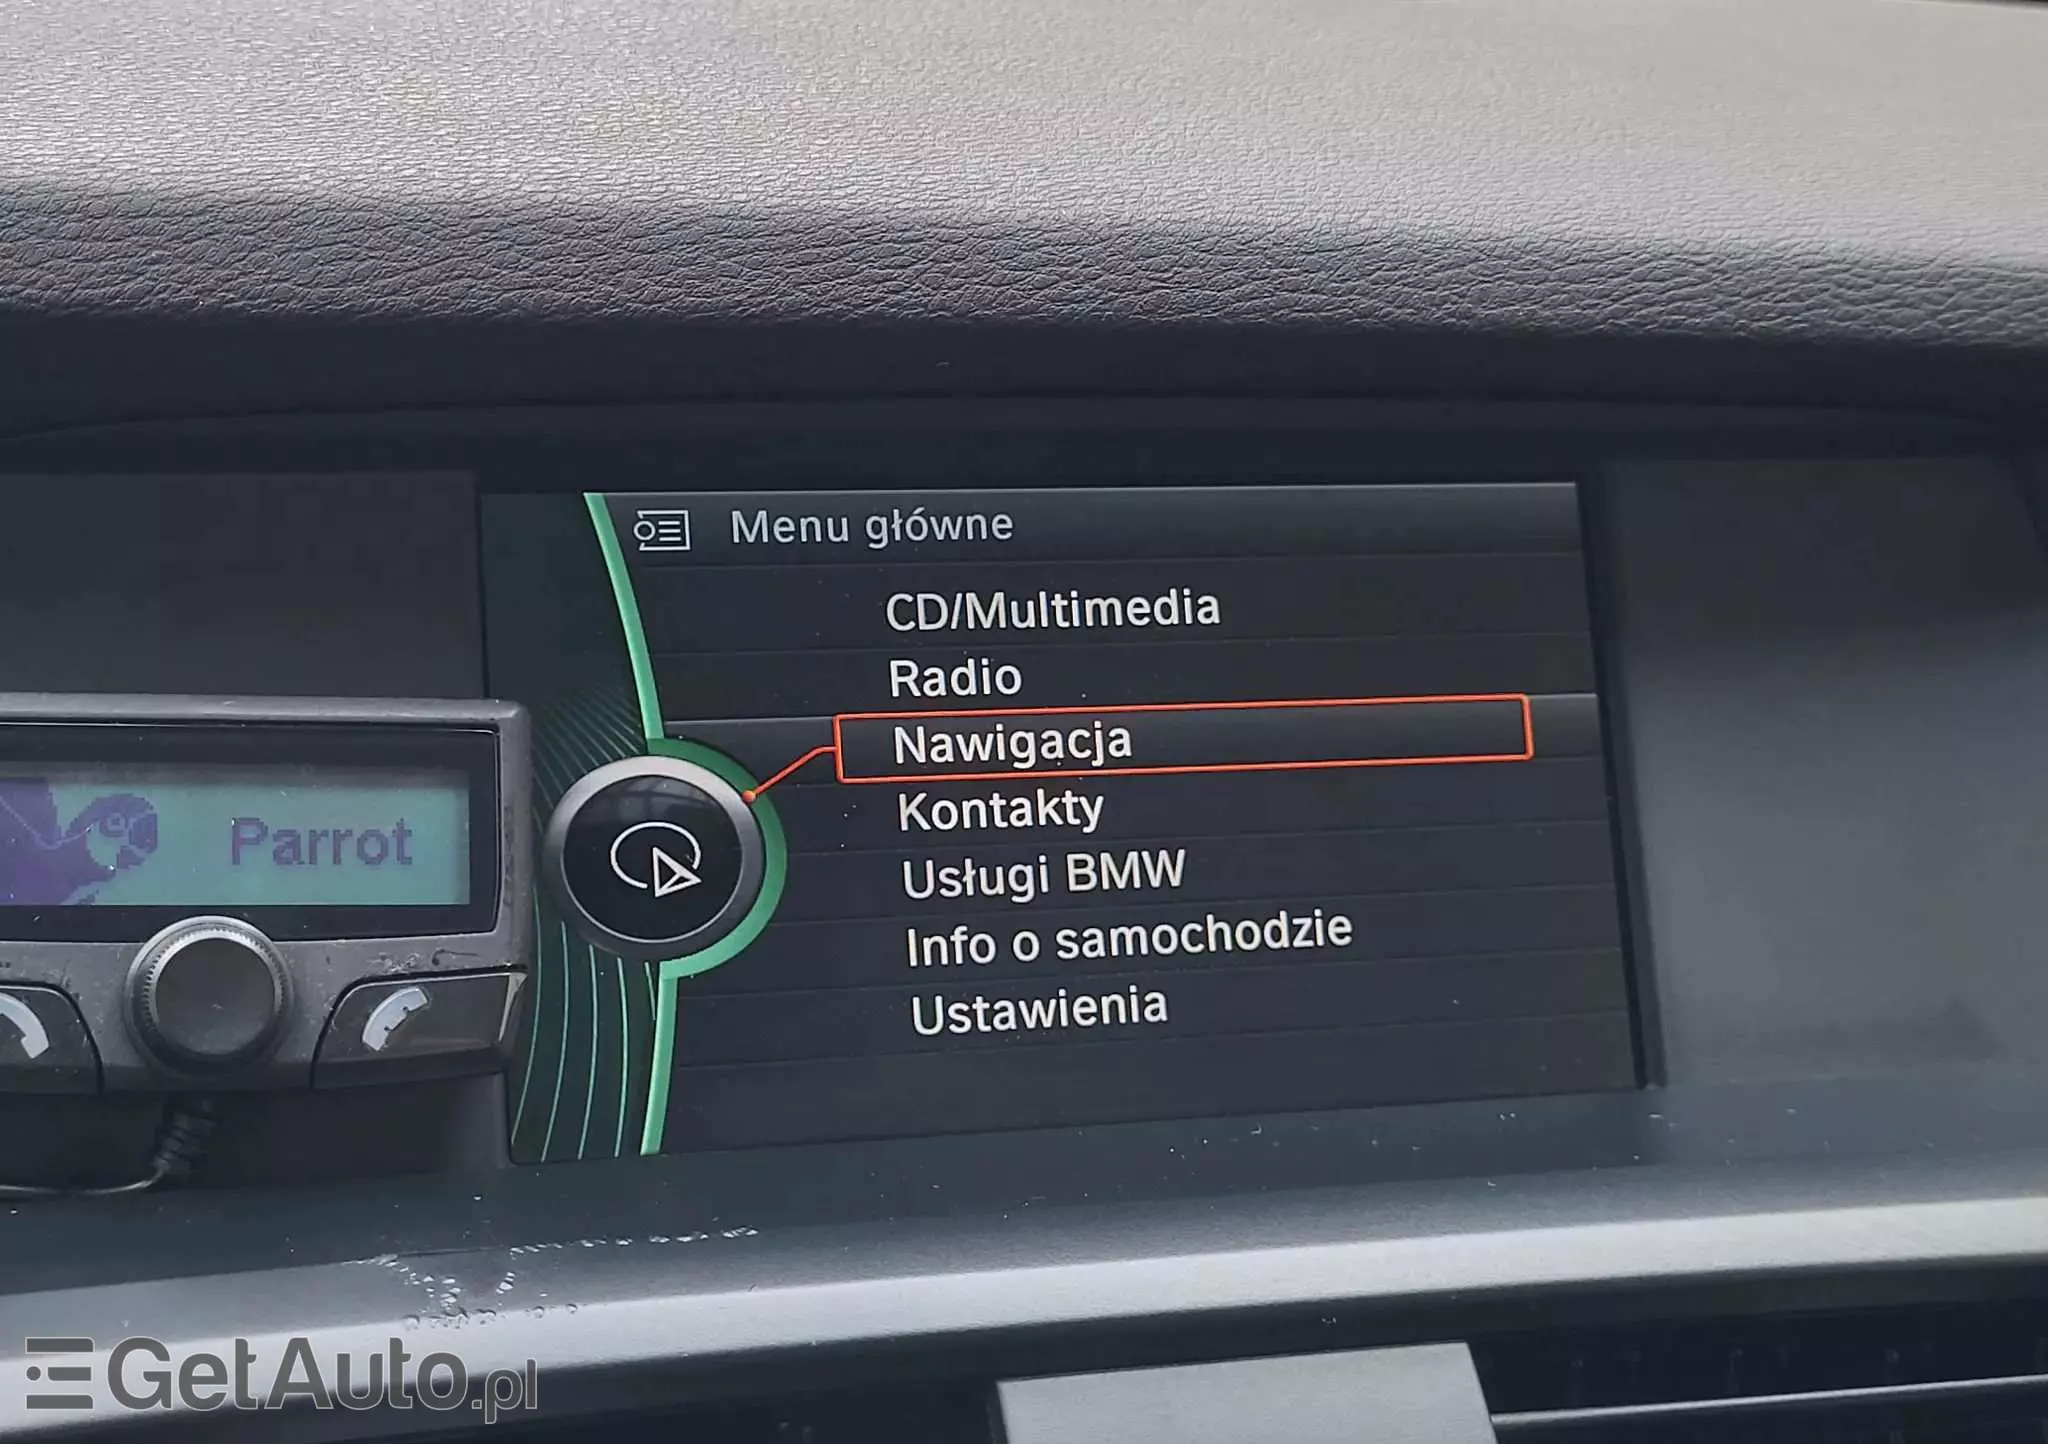 Menu główne
CD/Multimedia
Radio
Nawigacja
Kontakty
Usługi BMW
Info o samochodzie
Ustawienia
Parrot
GetAuto.pl